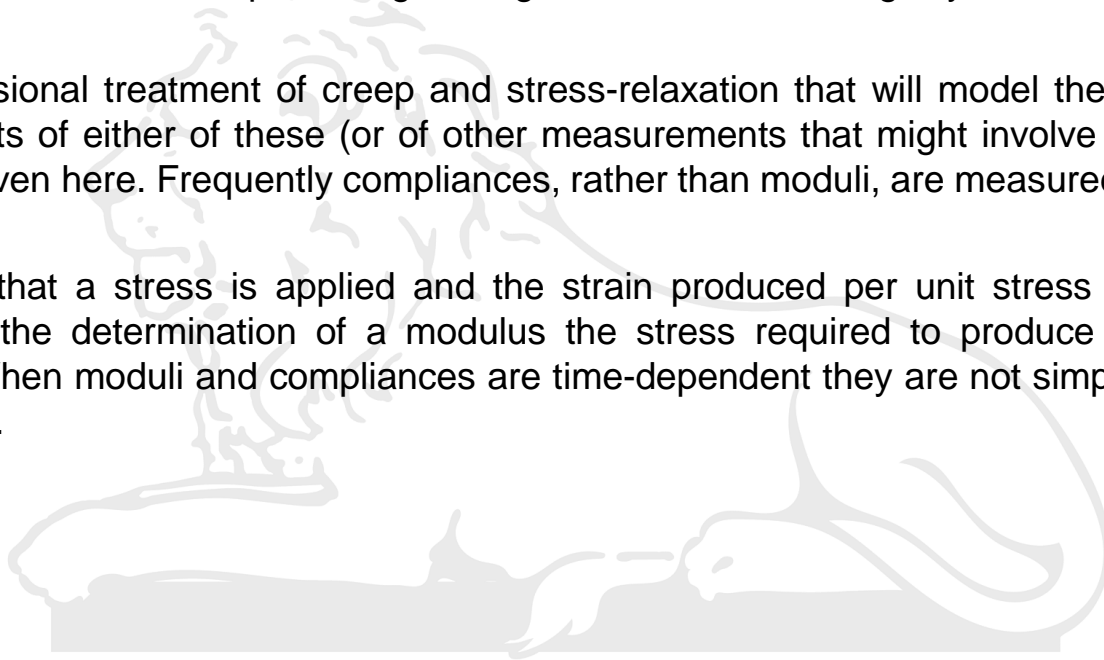 sional treatment of creep and stress-relaxation that will model the
ts of either of these (or of other measurements that might involve
ven here. Frequently compliances, rather than moduli, are measured
that a stress is applied and the strain produced per unit stress
the determination of a modulus the stress required to produce
hen moduli and compliances are time-dependent they are not simp
.